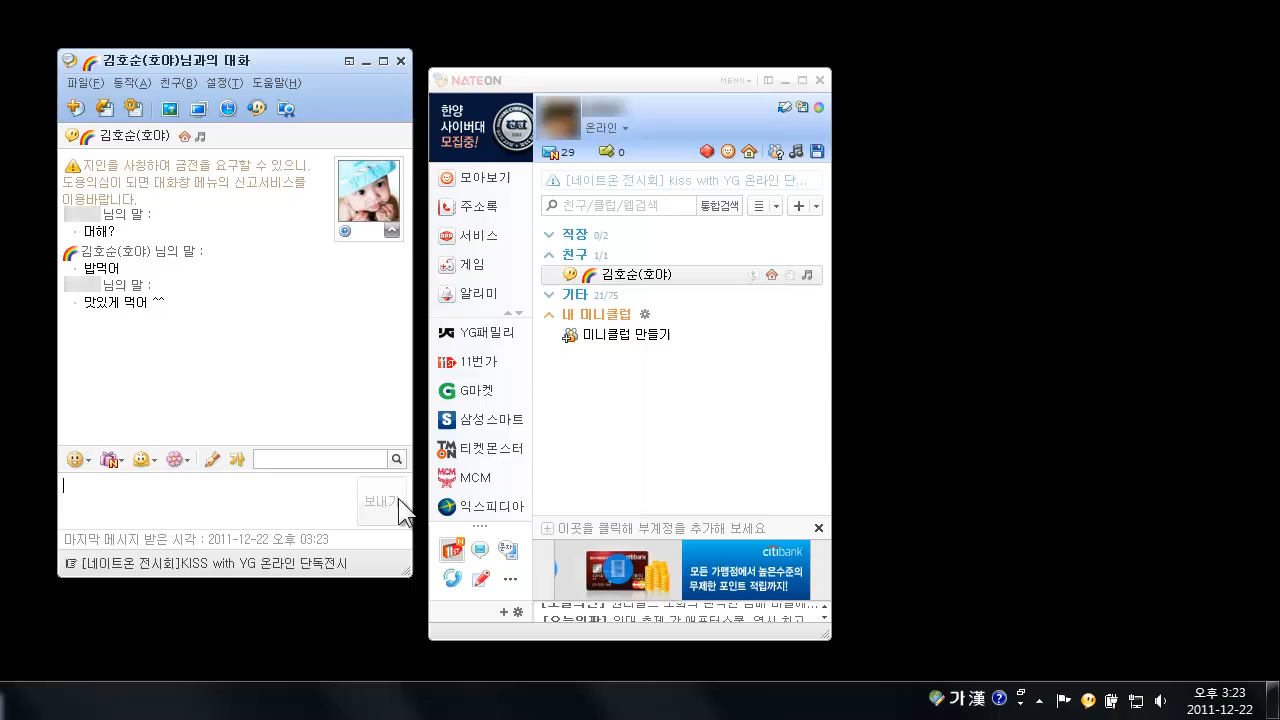 김호순(호야)님과의 대화
파일(F) 동작(A) 친구(B) 설정(T) 도움말(H)
김호순(호야)
지인을 사칭하며 금전을 요구할 수 있으니,
도용의심이 되면 대화창 메뉴의 신고서비스를
이용바랍니다.
님의 말 :
머해?
김호순(호야) 님의 말 :
밥먹어
님의 말 :
맛있게 먹어 ^^
보내기
마지막 메시지 받은 시각 : 2011-12-22 오후 03:23
[네이트온 전시회]KISS with YG 온라인 단독전시
NATEON
MENU
한양
사이버대
모집중!
온라인
29
0
[네이트온 전시회] kiss with YG 온라인 단...
친구/클럽/웹검색
통합검색
모아보기
주소록
서비스
게임
알리미
YG패밀리
11번가
G마켓
삼성스마트
티켓몬스터
MCM
익스피디아
직장 0/2
친구 1/1
김호순(호야)
기타 21/75
내 미니클럽
미니클럽 만들기
이곳을 클릭해 부계정을 추가해 보세요
citibank
모든 가맹점에서 높은수준의
무제한 포인트 적립까지!
가 漢
오후 3:23
2011-12-22